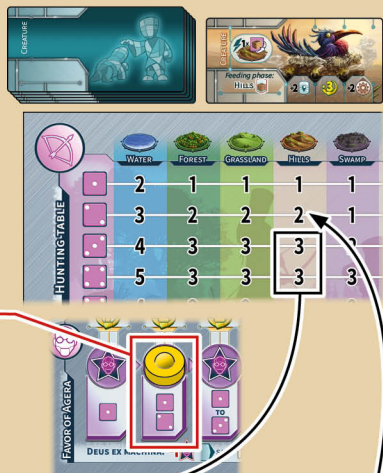 CREATURE
CREATURE
1
Feeding phase:
HILLS
-2
3
-2
WATER FOREST GRASSLAND HILLS SWAMP
HUNTING-TABLE
2 1 1 1 1
3 2 2 2 1
4 3 3 3
5 3 3 3 3
FAVOR OF AGERA
TO
DEUS EX MACHINA: